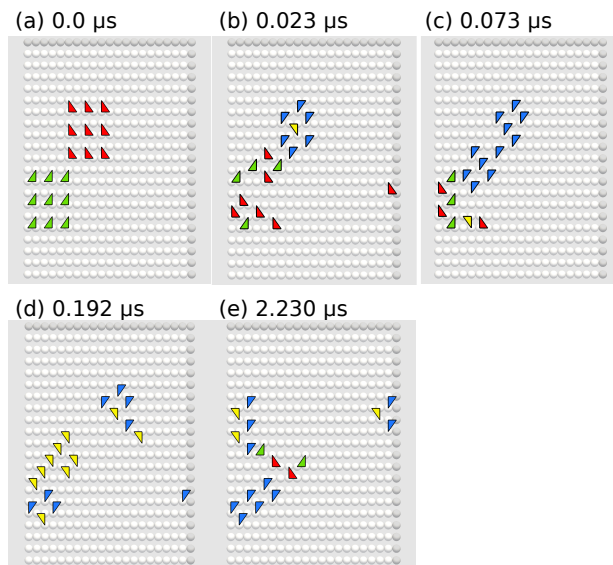 (a) 0.0 µs
(b) 0.023 µs
(c) 0.073 µs
(d) 0.192 µs
(e) 2.230 µs